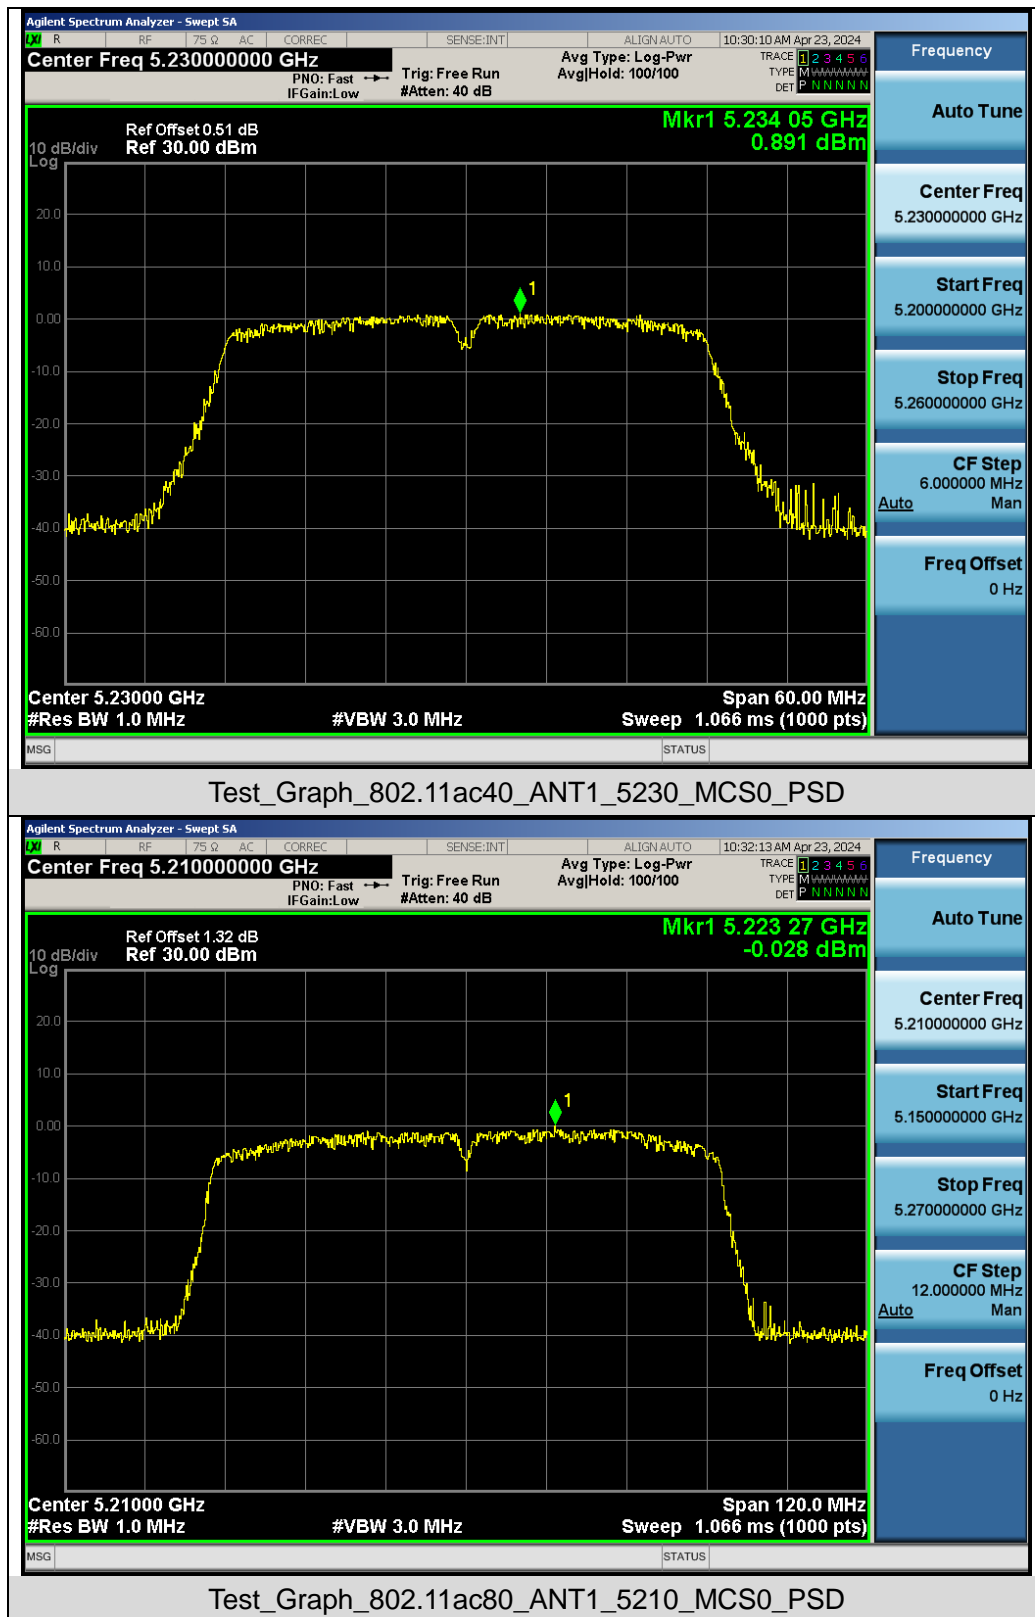 Agilent Spectrum Analyzer - Swept SA
LXI R RF 75 Ω AC CORREC SENSE:INT ALIGN AUTO 10:30:10 AM Apr 23, 2024
Center Freq 5.230000000 GHz
PNO: Fast
IFGain:Low
Trig: Free Run
#Atten: 40 dB
Avg Type: Log-Pwr
Avg|Hold: 100/100
TRACE 1 2 3 4 5 6
TYPE M WWWWW
DET P N N N N N
Ref Offset 0.51 dB
Ref 30.00 dBm
10 dB/div
Log
Mkr1 5.234 05 GHz
0.891 dBm
20.0
10.0
0.00
-10.0
-20.0
-30.0
-40.0
-50.0
-60.0
1
Center 5.23000 GHz
Span 60.00 MHz
#Res BW 1.0 MHz
#VBW 3.0 MHz
Sweep 1.066 ms (1000 pts)
MSG
STATUS
Frequency
Auto Tune
Center Freq
5.230000000 GHz
Start Freq
5.200000000 GHz
Stop Freq
5.260000000 GHz
CF Step
6.000000 MHz
Auto Man
Freq Offset
0 Hz
Test_Graph_802.11ac40_ANT1_5230_MCS0_PSD
Agilent Spectrum Analyzer - Swept SA
LXI R RF 75 Ω AC CORREC SENSE:INT ALIGN AUTO 10:32:13 AM Apr 23, 2024
Center Freq 5.210000000 GHz
PNO: Fast
IFGain:Low
Trig: Free Run
#Atten: 40 dB
Avg Type: Log-Pwr
Avg|Hold: 100/100
TRACE 1 2 3 4 5 6
TYPE M WWWWW
DET P N N N N N
Ref Offset 1.32 dB
Ref 30.00 dBm
10 dB/div
Log
Mkr1 5.223 27 GHz
-0.028 dBm
20.0
10.0
0.00
-10.0
-20.0
-30.0
-40.0
-50.0
-60.0
1
Center 5.21000 GHz
Span 120.0 MHz
#Res BW 1.0 MHz
#VBW 3.0 MHz
Sweep 1.066 ms (1000 pts)
MSG
STATUS
Frequency
Auto Tune
Center Freq
5.210000000 GHz
Start Freq
5.150000000 GHz
Stop Freq
5.270000000 GHz
CF Step
12.000000 MHz
Auto Man
Freq Offset
0 Hz
Test_Graph_802.11ac80_ANT1_5210_MCS0_PSD